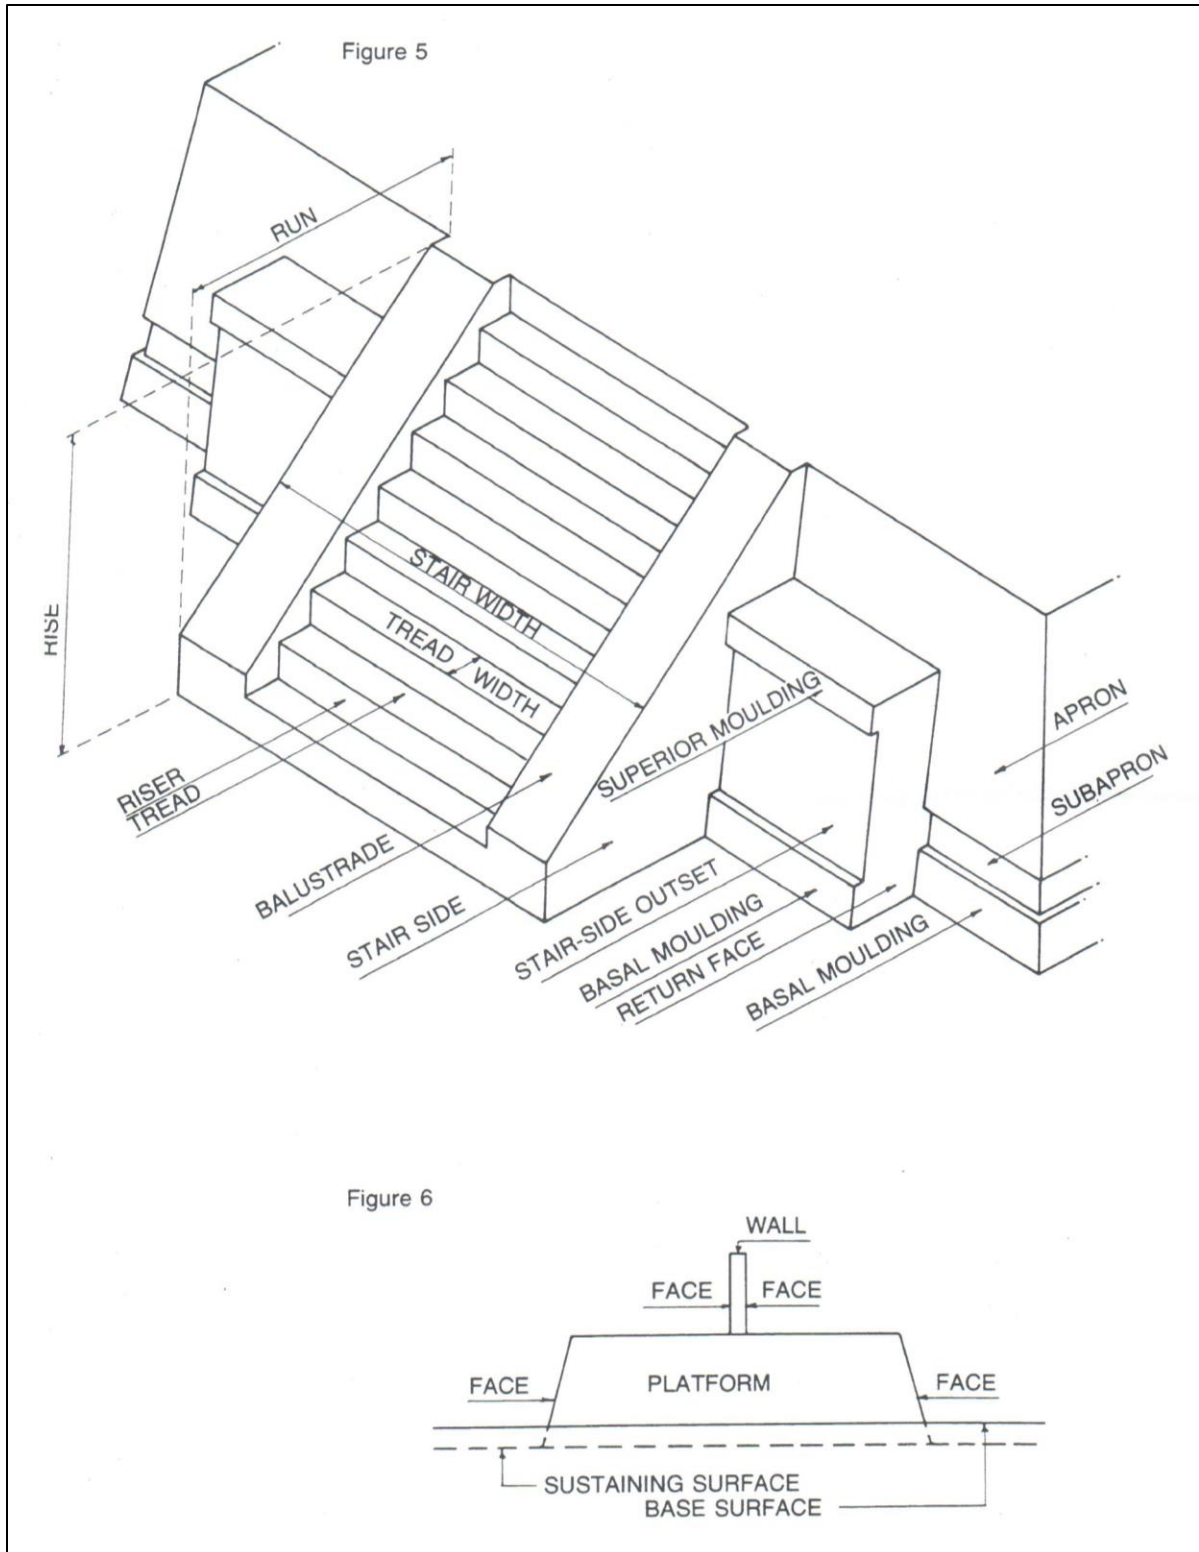 Figure 5
RUN
RISE
STAIR WIDTH
TREAD WIDTH
SUPERIOR MOULDING
APRON
SUBAPRON
RISER
TREAD
BALUSTRADE
STAIR SIDE
STAIR-SIDE OUTSET
BASAL MOULDING
RETURN FACE
BASAL MOULDING
Figure 6
WALL
FACE FACE
FACE PLATFORM FACE
SUSTAINING SURFACE
BASE SURFACE